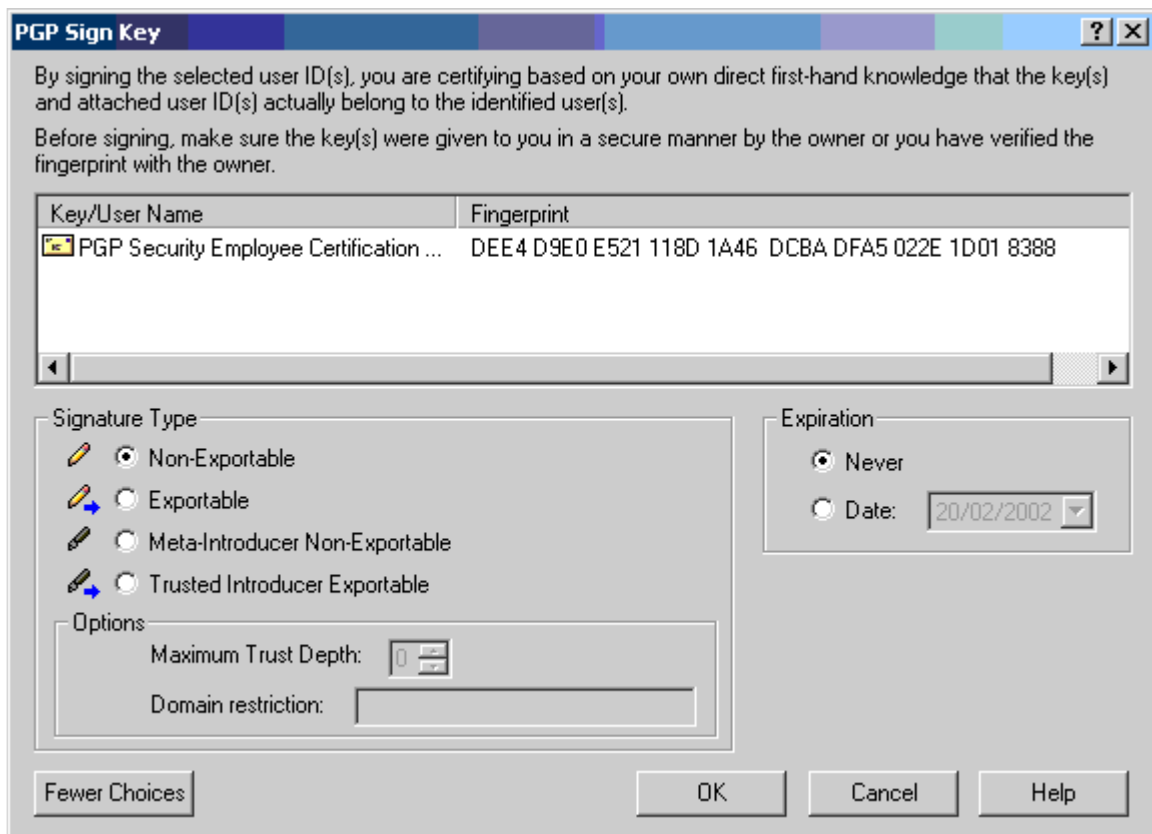 PGP Sign Key
By signing the selected user ID(s), you are certifying based on your own direct first-hand knowledge that the key(s)
and attached user ID(s) actually belong to the identified user(s).
Before signing, make sure the key(s) were given to you in a secure manner by the owner or you have verified the
fingerprint with the owner.
Key/User Name Fingerprint
PGP Security Employee Certification ... DEE4 D9E0 E521 118D 1A46 DCBA DFA5 022E 1D01 8388
Signature Type
Non-Exportable
Exportable
Meta-Introducer Non-Exportable
Trusted Introducer Exportable
Options
Maximum Trust Depth: 0
Domain restriction:
Expiration
Never
Date: 20/02/2002
Fewer Choices OK Cancel Help